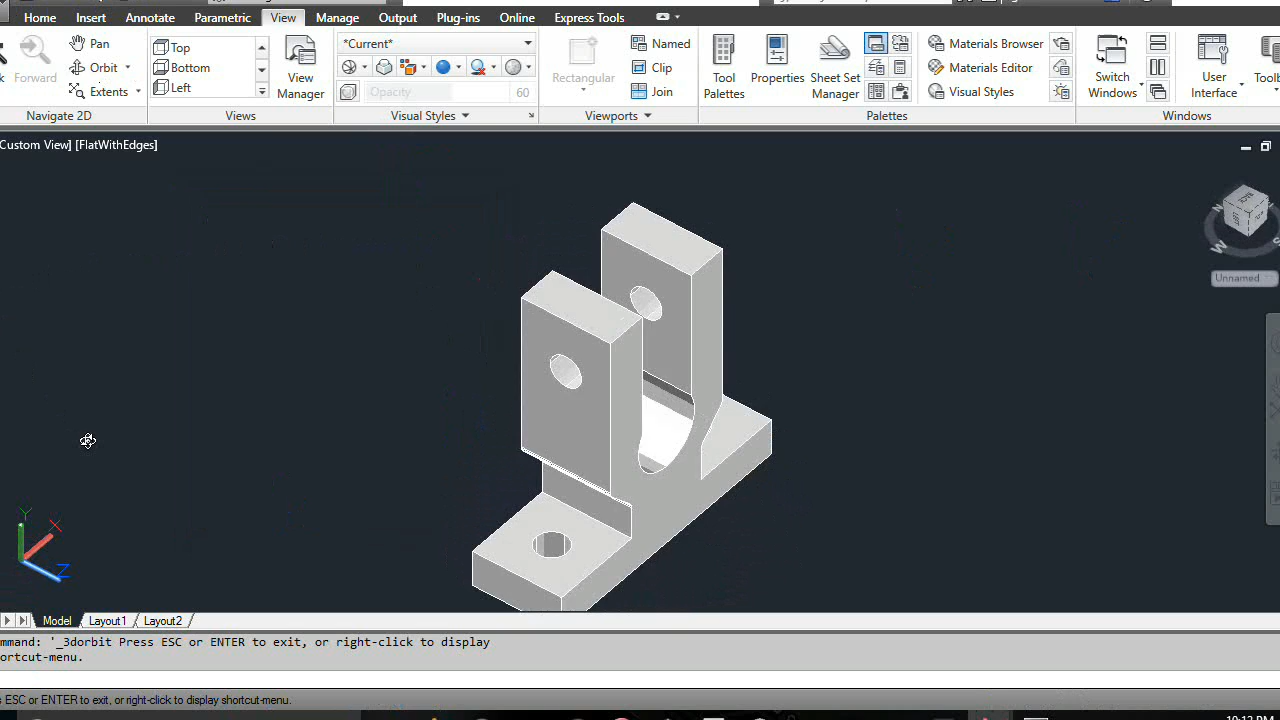 Home Insert Annotate Parametric View Manage Output Plug-ins Online Express Tools
Pan
Orbit
Extents
Forward
Navigate 2D
Top
Bottom
Left
View
Manager
Views
*Current*
Opacity 60
Visual Styles
Rectangular
Named
Clip
Join
Viewports
Tool
Palettes
Properties
Sheet Set
Manager
Materials Browser
Materials Editor
Visual Styles
Palettes
Switch
Windows
User
Interface
Windows
Custom View] [FlatWithEdges]
N
W
S
Unnamed
Y
X
Z
Model Layout1 Layout2
mmand: '_3dorbit Press ESC or ENTER to exit, or right-click to display
ortcut-menu.
ESC or ENTER to exit, or right-click to display shortcut-menu.